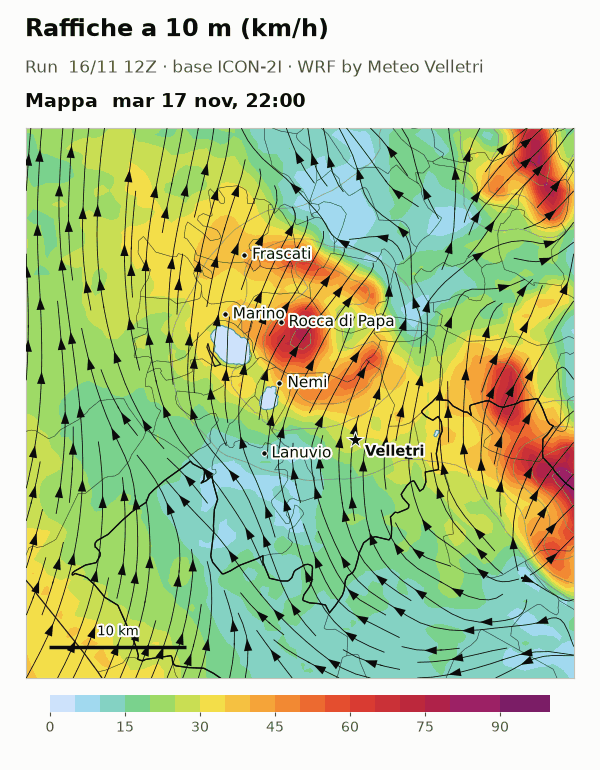 Raffiche a 10 m (km/h)
Run 16/11 12Z · base ICON-2I · WRF by Meteo Velletri
Mappa mar 17 nov, 22:00
Frascati
Marino
Rocca di Papa
Nemi
Velletri
Lanuvio
10 km
0 15 30 45 60 75 90